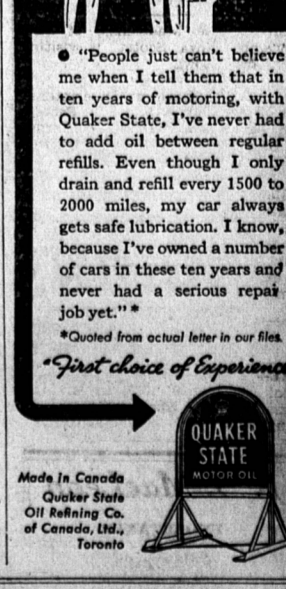 ● "People just can't believe
me when I tell them that in
ten years of motoring, with
Quaker State, I've never had
to add oil between regular
refills. Even though I only
drain and refill every 1500 to
2000 miles, my car always
gets safe lubrication. I know,
because I've owned a number
of cars in these ten years and
never had a serious repair
job yet."*
*Quoted from actual letter in our files.
"First choice of Experience
QUAKER
STATE
MOTOR OIL
Made in Canada
Quaker State
Oil Refining Co.
of Canada, Ltd.,
Toronto